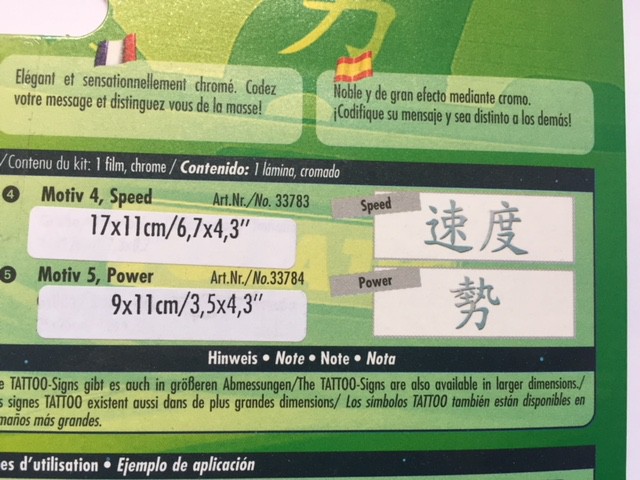 勢
Elégant et sensationnellement chromé. Codez
votre message et distinguez vous de la masse!
Noble y de gran efecto mediante cromo.
¡Codifique su mensaje y sea distinto a los demás!
/Contenu du kit: 1 film, chrome / Contenido: 1 lámina, cromado
4 Motiv 4, Speed Art.Nr./No. 33783
17x11cm/6,7x4,3”
Speed
速度
5 Motiv 5, Power Art.Nr./No.33784
9x11cm/3,5x4,3”
Power
勢
Hinweis • Note • Note • Nota
e TATTOO-Signs gibt es auch in größeren Abmessungen/The TATTOO-Signs are also available in larger dimensions./
s signes TATTOO existent aussi dans de plus grandes dimensions/ Los símbolos TATTOO también están disponibles en
maños más grandes.
es d'utilisation • Ejemplo de aplicación